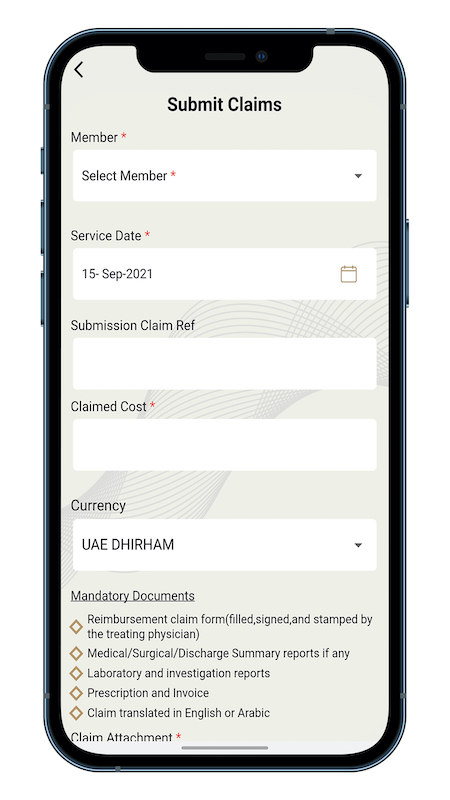 Submit Claims
Member *
Select Member *
Service Date *
15- Sep-2021
Submission Claim Ref
Claimed Cost *
Currency
UAE DHIRHAM
Mandatory Documents
Reimbursement claim form(filled,signed,and stamped by
the treating physician)
Medical/Surgical/Discharge Summary reports if any
Laboratory and investigation reports
Prescription and Invoice
Claim translated in English or Arabic
Claim Attachment *